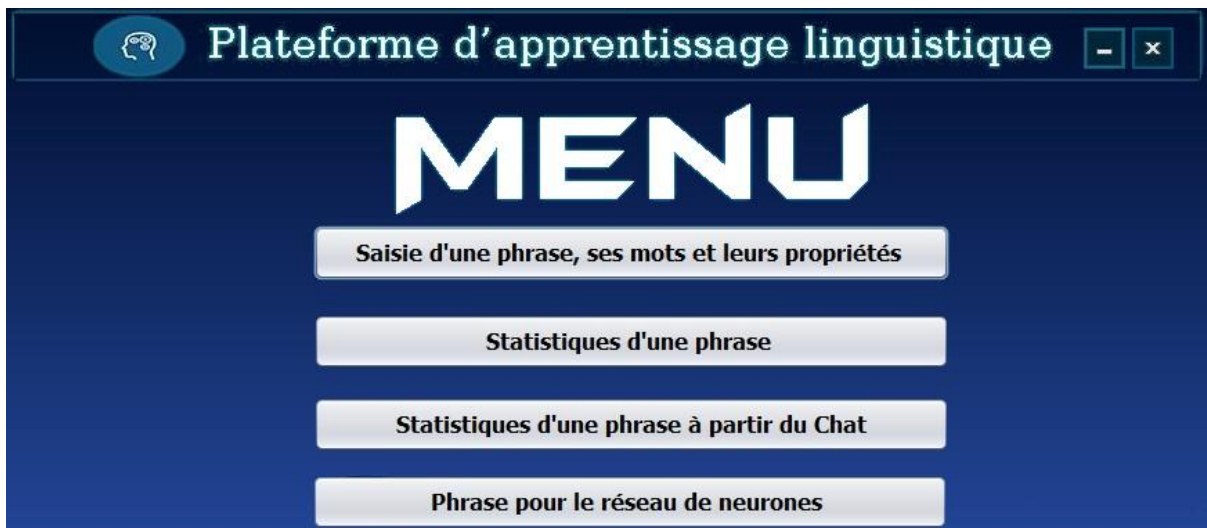 Plateforme d’apprentissage linguistique
MENU
Saisie d'une phrase, ses mots et leurs propriétés
Statistiques d'une phrase
Statistiques d'une phrase à partir du Chat
Phrase pour le réseau de neurones